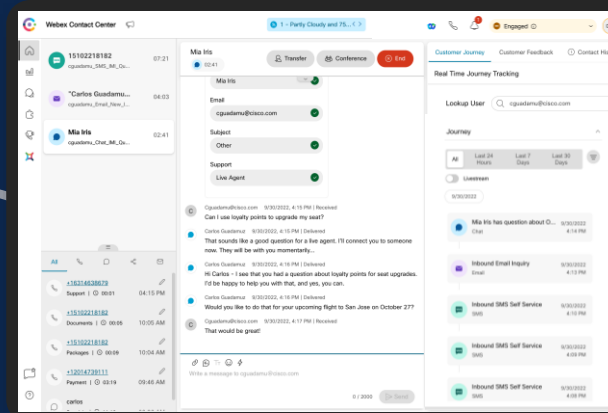 Webex Contact Center
1 – Partly Cloudy and 75...
Engaged
15102218182
cguadamu_SMS_IMI_Qu...
07:21
"Carlos Guadamu...
cguadamu_Email_New_I...
04:03
Mia Iris
cguadamu_Chat_IMI_Qu...
02:41
All
+16314638679
Support | 00:01
04:15 PM
+15102218182
Documents | 00:05
10:05 AM
+15102218182
Packages | 00:09
10:04 AM
+12014739111
Payment | 03:19
09:46 AM
carlos
Mia Iris
02:41
Transfer
Conference
End
Mia Iris
Email
cguadamu@cisco.com
Subject
Other
Support
Live Agent
C
Cguadamu@cisco.com 9/30/2022, 4:15 PM | Received
Can I use loyalty points to upgrade my seat?
Carlos Guadamuz 9/30/2022, 4:15 PM | Delivered
That sounds like a good question for a live agent. I'll connect you to someone
now. They will be with you momentarily...
Carlos Guadamuz 9/30/2022, 4:16 PM | Delivered
Hi Carlos - I see that you had a question about loyalty points for seat upgrades.
I'd be happy to help you with that, and yes, you can.
Carlos Guadamuz 9/30/2022, 4:16 PM | Delivered
Would you like to do that for your upcoming flight to San Jose on October 27?
C
Cguadamu@cisco.com 9/30/2022, 4:17 PM | Received
That would be great!
Write a message to cguadamu@cisco.com
0 / 2000
Send
Customer Journey
Customer Feedback
Contact His
Real Time Journey Tracking
Lookup User
cguadamu@cisco.com
Journey
All
Last 24
Hours
Last 7
Days
Last 30
Days
Livestream
9/30/2022
Mia Iris has question about O...
9/30/2022
Chat
4:14 PM
Inbound Email Inquiry
9/30/2022
Email
4:13 PM
Inbound SMS Self Service
9/30/2022
SMS
4:10 PM
Inbound SMS Self Service
9/30/2022
SMS
4:09 PM
Inbound SMS Self Service
9/30/2022
SMS
4:08 PM